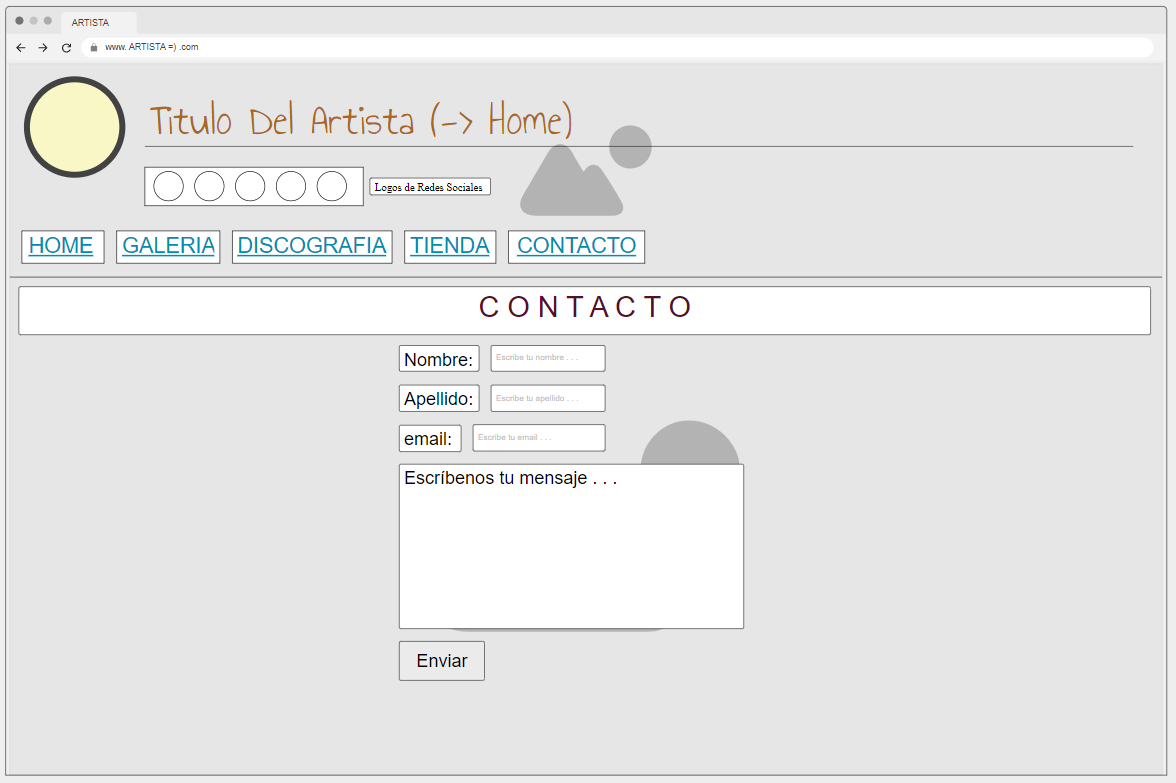 ARTISTA
www. ARTISTA =) .com
Titulo Del Artista (-> Home)
Logos de Redes Sociales
HOME GALERIA DISCOGRAFIA TIENDA CONTACTO
C O N T A C T O
Nombre: Escribe tu nombre . . .
Apellido: Escribe tu apellido . . .
email: Escribe tu email . . .
Escríbenos tu mensaje . . .
Enviar